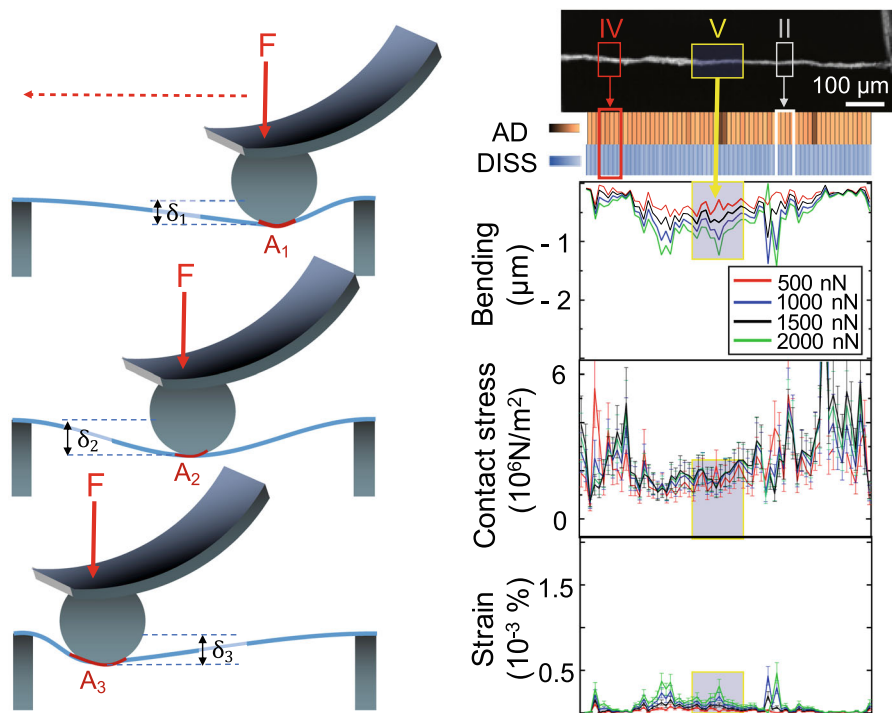 F
δ1
A1
F
δ2
A2
F
δ3
A3
IV
V
II
100 µm
AD
DISS
Bending
(µm)
- 1
- 2
500 nN
1000 nN
1500 nN
2000 nN
Contact stress
(10⁶N/m²)
6
3
0
Strain
(10⁻³ %)
1.5
0.5